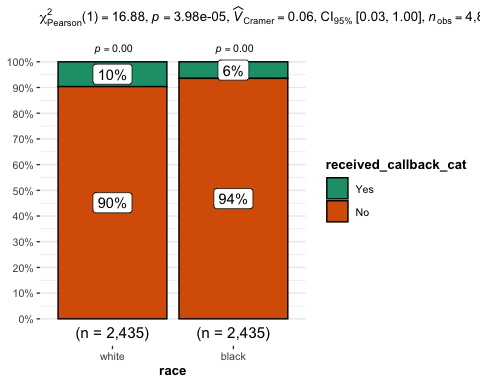 χ²Pearson(1) = 16.88, p = 3.98e-05, V̂Cramer = 0.06, CI95% [0.03, 1.00], nobs = 4,8
p = 0.00 p = 0.00
100%
90%
80%
70%
60%
50%
40%
30%
20%
10%
0%
10% 6%
90% 94%
(n = 2,435) (n = 2,435)
white black
race
received_callback_cat
Yes
No